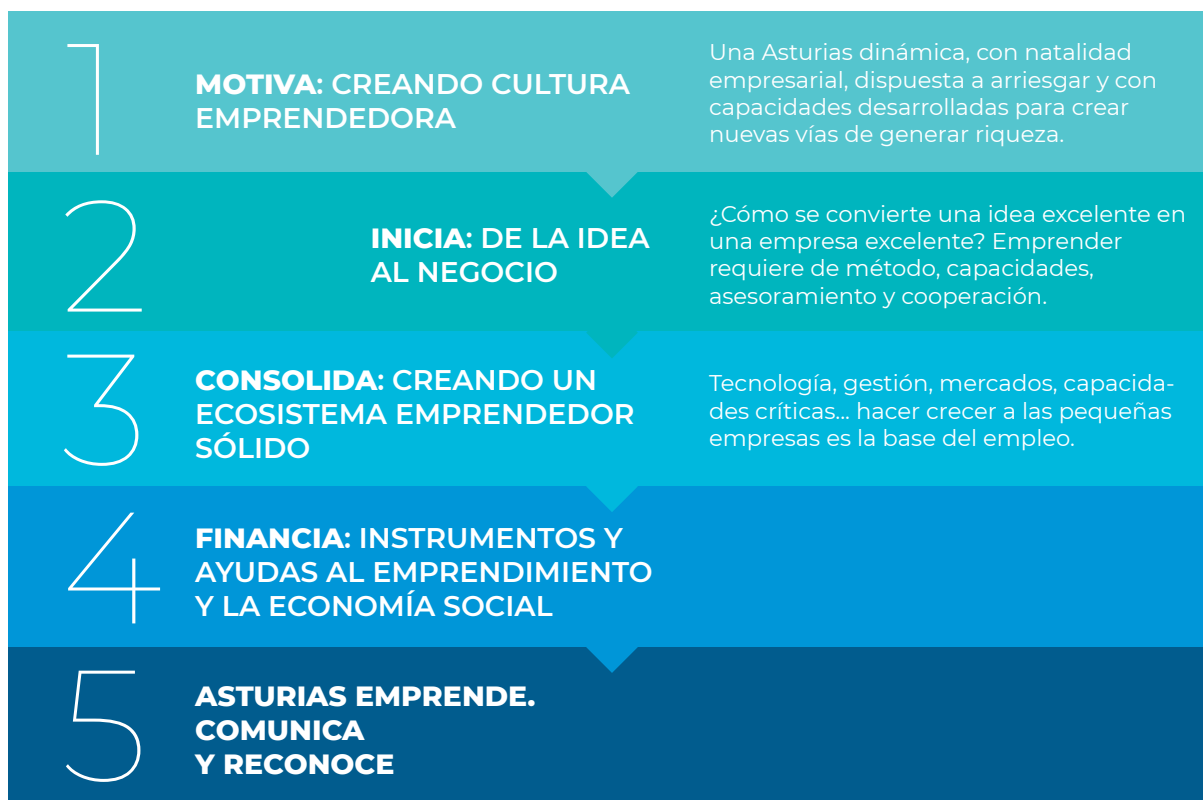 1
MOTIVA: CREANDO CULTURA
EMPRENDEDORA
Una Asturias dinámica, con natalidad
empresarial, dispuesta a arriesgar y con
capacidades desarrolladas para crear
nuevas vías de generar riqueza.
2
INICIA: DE LA IDEA
AL NEGOCIO
¿Cómo se convierte una idea excelente en
una empresa excelente? Emprender
requiere de método, capacidades,
asesoramiento y cooperación.
3
CONSOLIDA: CREANDO UN
ECOSISTEMA EMPRENDEDOR
SÓLIDO
Tecnología, gestión, mercados, capacida-
des críticas... hacer crecer a las pequeñas
empresas es la base del empleo.
4
FINANCIA: INSTRUMENTOS Y
AYUDAS AL EMPRENDIMIENTO
Y LA ECONOMÍA SOCIAL
5
ASTURIAS EMPRENDE.
COMUNICA
Y RECONOCE